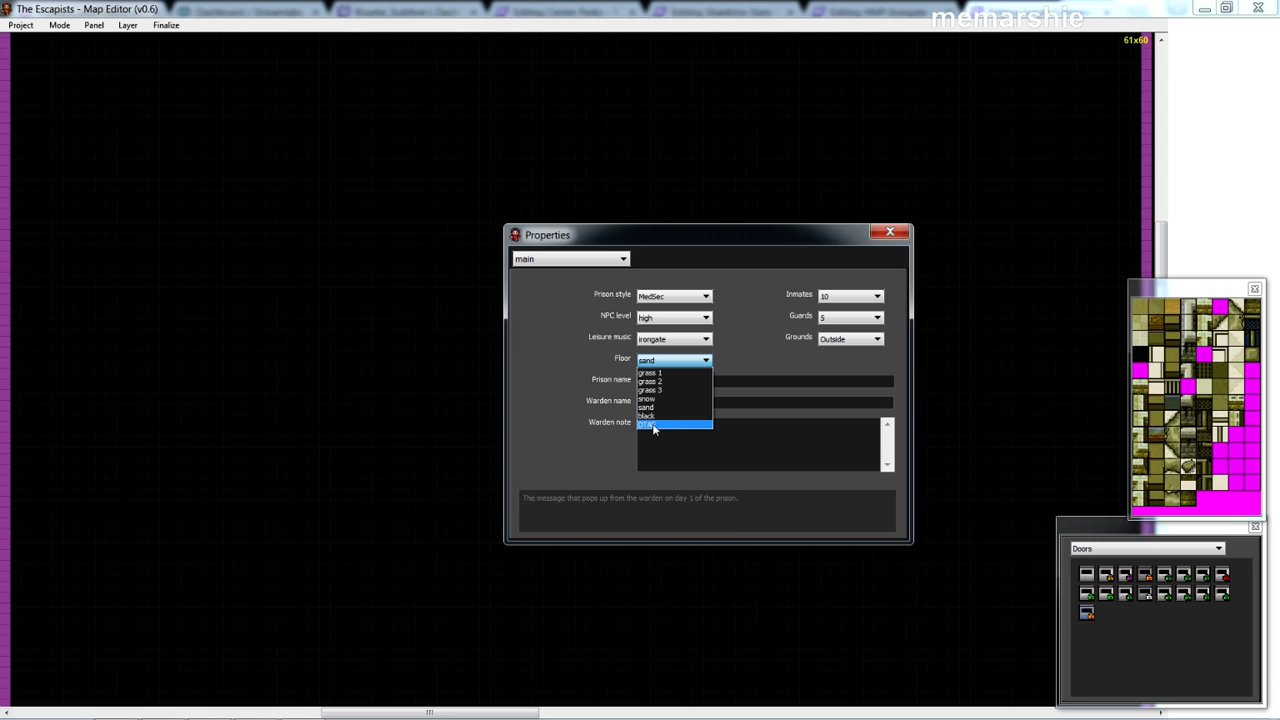 The Escapists - Map Editor (v0.6)
memarshie
Project Mode Panel Layer Finalize
61x60
Properties
main
Prison style MedSec Inmates 10
NPC level high Guards 5
Leisure music irongate Grounds Outside
Floor sand
grass 1
grass 2
grass 3
snow
sand
black
Prison name
Warden name
Warden note
The message that pops up from the warden on day 1 of the prison.
Doors